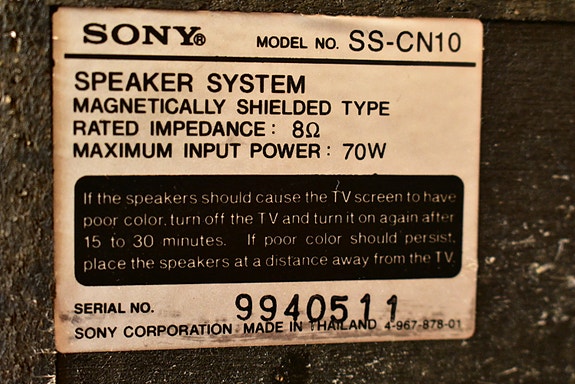 SONY® MODEL NO. SS-CN10
SPEAKER SYSTEM
MAGNETICALLY SHIELDED TYPE
RATED IMPEDANCE: 8Ω
MAXIMUM INPUT POWER: 70W
If the speakers should cause the TV screen to have
poor color, turn off the TV and turn it on again after
15 to 30 minutes. If poor color should persist,
place the speakers at a distance away from the TV.
SERIAL NO. 9940511
SONY CORPORATION MADE IN THAILAND 4-967-878-01